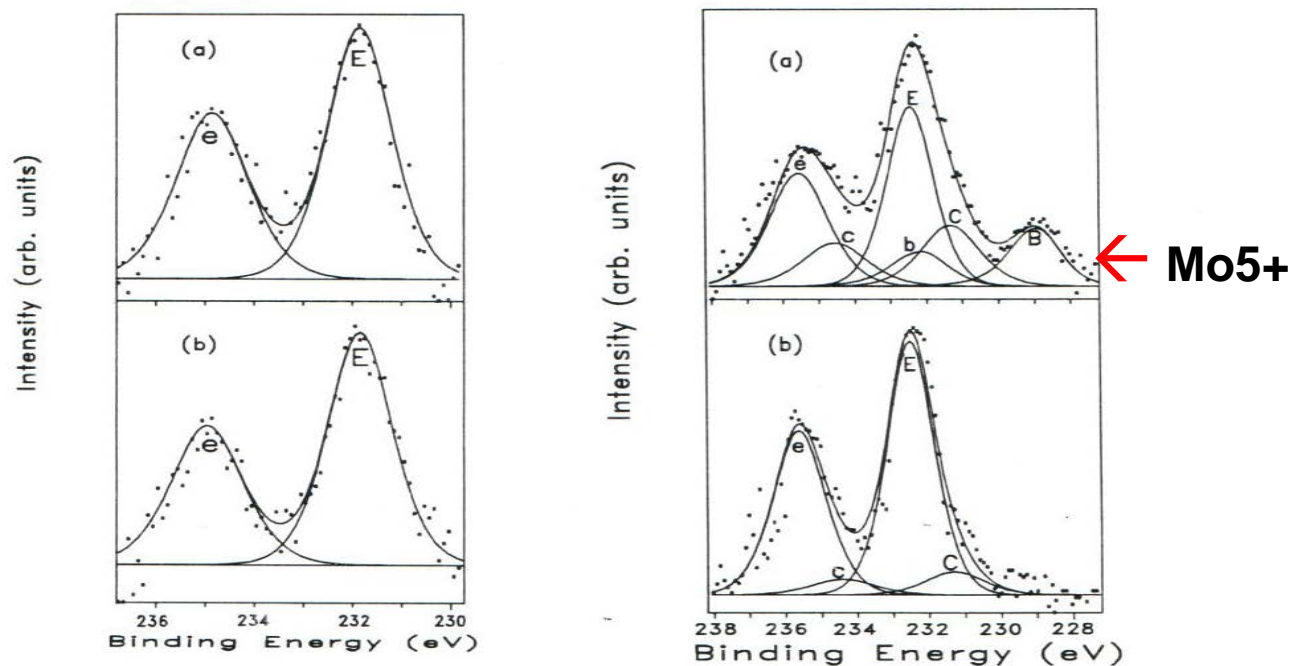 Intensity (arb. units)
(a)
e
E
(b)
e
E
236 234 232 230
Binding Energy (eV)
Intensity (arb. units)
(a)
e
E
c
b
C
B
Mo5+
(b)
e
E
c
C
238 236 234 232 230 228
Binding Energy (eV)